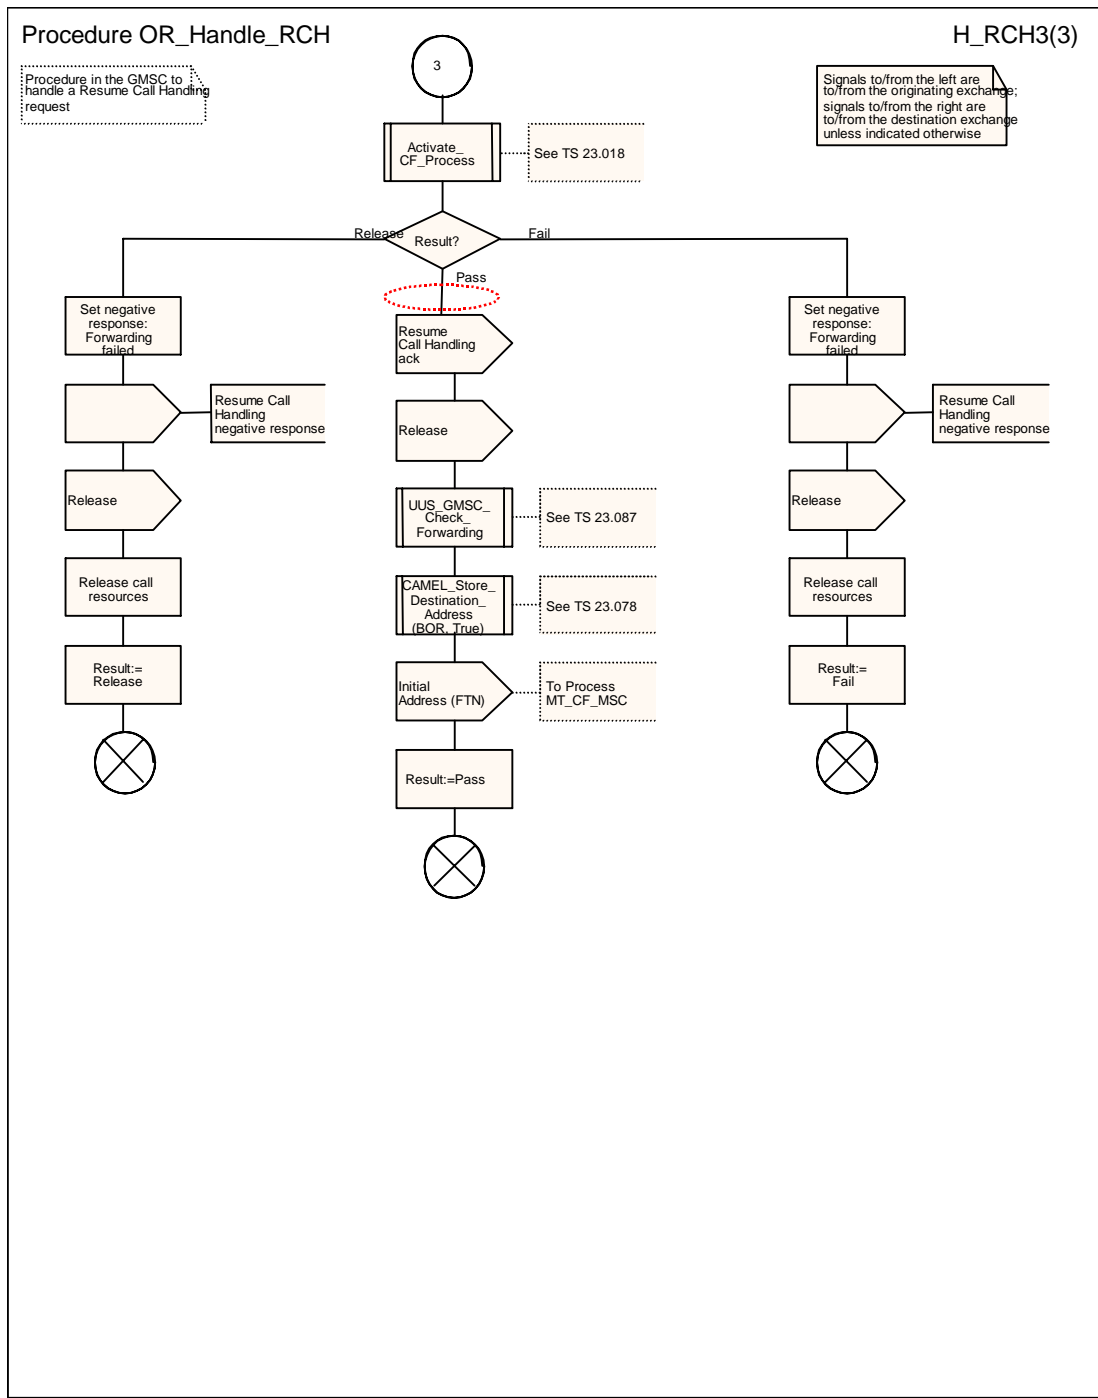 Procedure OR_Handle_RCH
H_RCH3(3)
Procedure in the GMSC to
handle a Resume Call Handling
request
Signals to/from the left are
to/from the originating exchange;
signals to/from the right are
to/from the destination exchange
unless indicated otherwise
3
Activate_
CF_Process
See TS 23.018
Result?
Release
Fail
Pass
Set negative
response:
Forwarding
failed
Resume Call
Handling
negative response
Release
Release call
resources
Result:=
Release
Resume
Call Handling
ack
Release
UUS_GMSC_
Check_
Forwarding
See TS 23.087
CAMEL_Store_
Destination_
Address
(BOR, True)
See TS 23.078
Initial
Address (FTN)
To Process
MT_CF_MSC
Result:=Pass
Set negative
response:
Forwarding
failed
Resume Call
Handling
negative response
Release
Release call
resources
Result:=
Fail